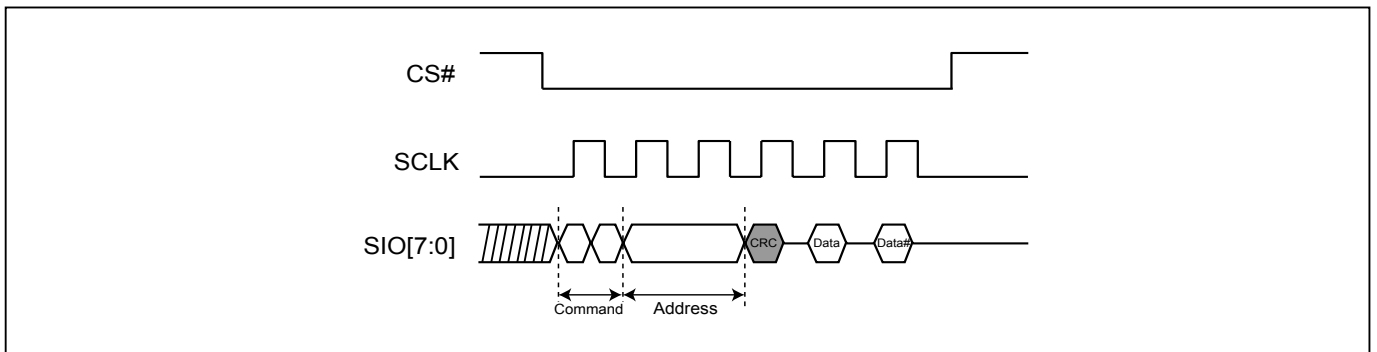 CS#
SCLK
SIO[7:0]
CRC
Data
Data#
Command
Address